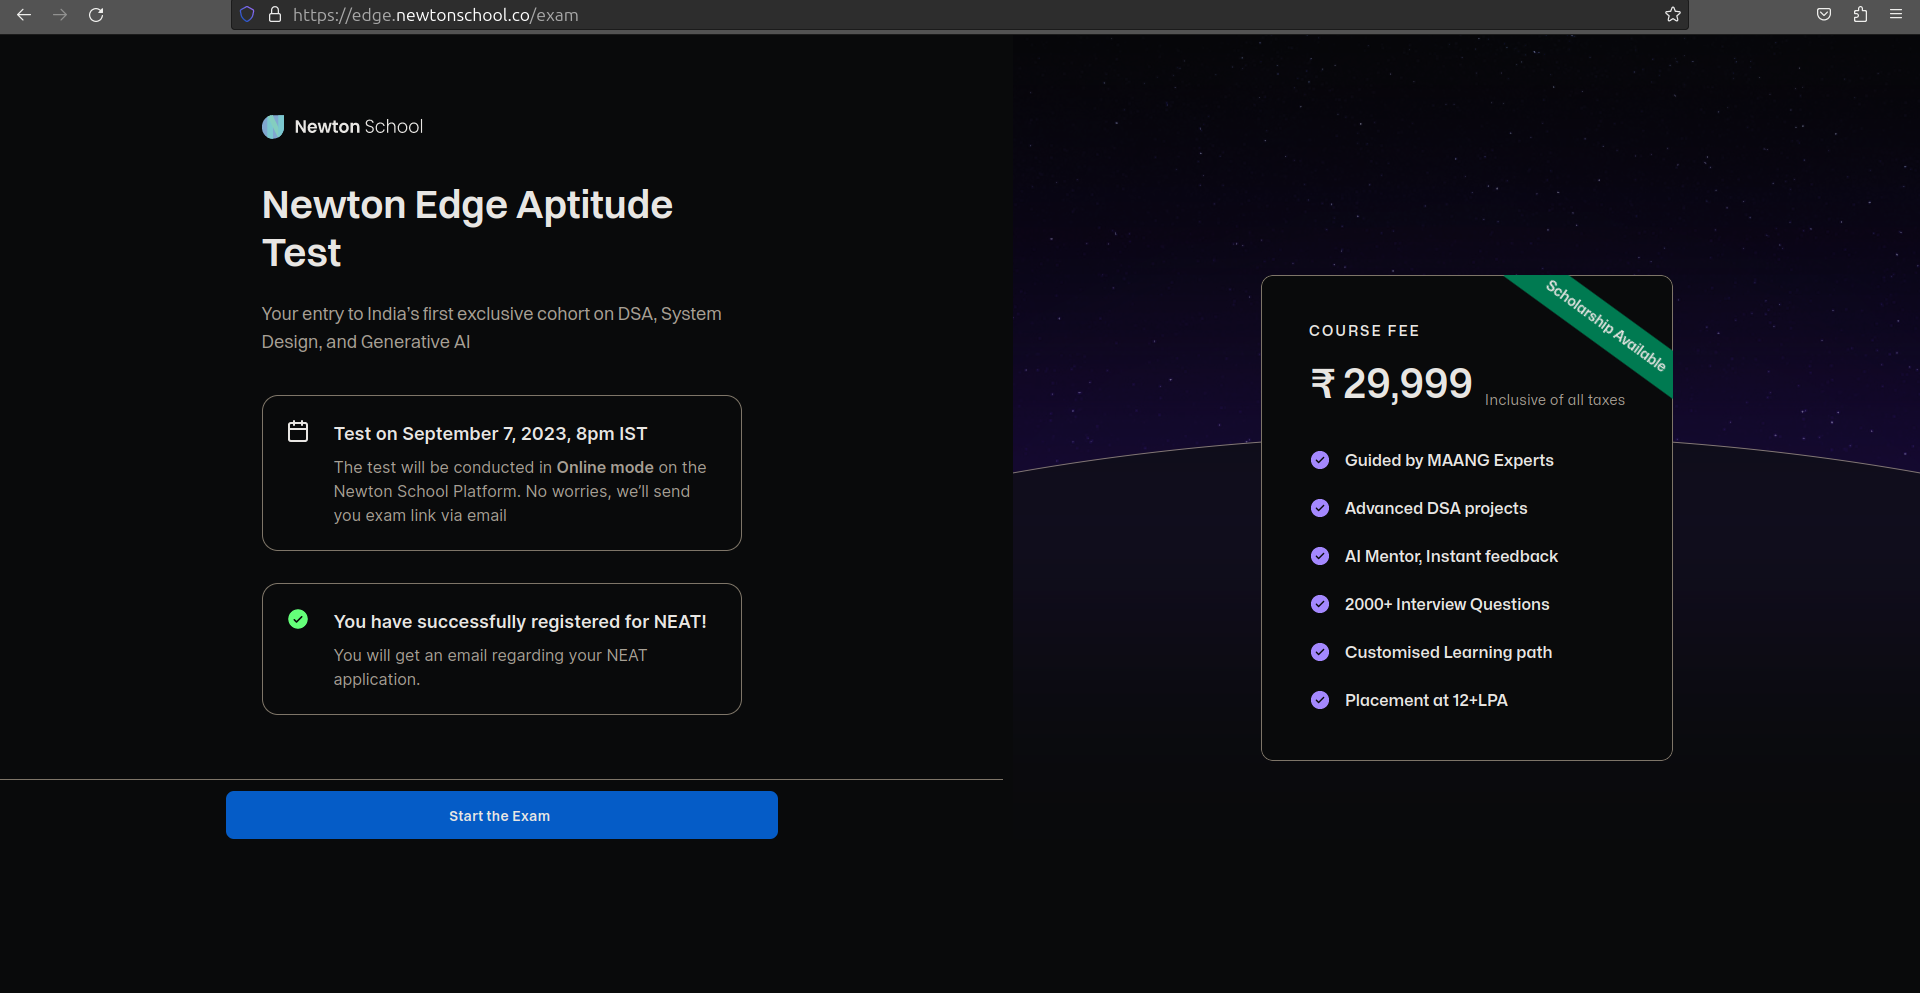 https://edge.newtonschool.co/exam
Newton School
Newton Edge Aptitude
Test
Your entry to India’s first exclusive cohort on DSA, System
Design, and Generative AI
Test on September 7, 2023, 8pm IST
The test will be conducted in Online mode on the
Newton School Platform. No worries, we’ll send
you exam link via email
You have successfully registered for NEAT!
You will get an email regarding your NEAT
application.
Start the Exam
Scholarship Available
COURSE FEE
₹ 29,999 Inclusive of all taxes
Guided by MAANG Experts
Advanced DSA projects
AI Mentor, Instant feedback
2000+ Interview Questions
Customised Learning path
Placement at 12+LPA